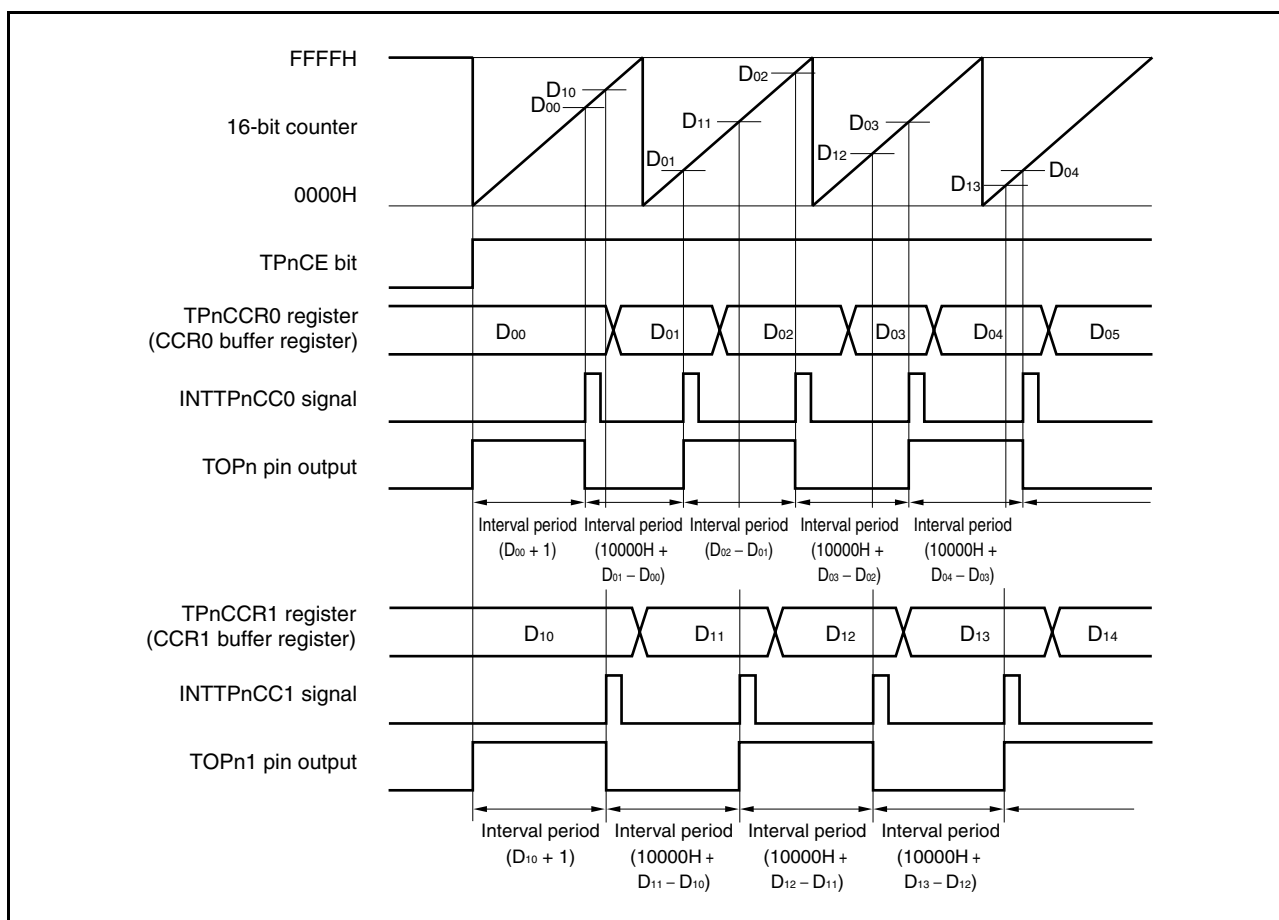 FFFFH
16-bit counter
0000H
D10
D00
D01
D11
D02
D12
D03
D13
D04
TPnCE bit
TPnCCR0 register
(CCR0 buffer register)
D00 D01 D02 D03 D04 D05
INTTPnCC0 signal
TOPn pin output
Interval period
(D00 + 1)
Interval period
(10000H +
D01 – D00)
Interval period
(D02 – D01)
Interval period
(10000H +
D03 – D02)
Interval period
(10000H +
D04 – D03)
TPnCCR1 register
(CCR1 buffer register)
D10 D11 D12 D13 D14
INTTPnCC1 signal
TOPn1 pin output
Interval period
(D10 + 1)
Interval period
(10000H +
D11 – D10)
Interval period
(10000H +
D12 – D11)
Interval period
(10000H +
D13 – D12)